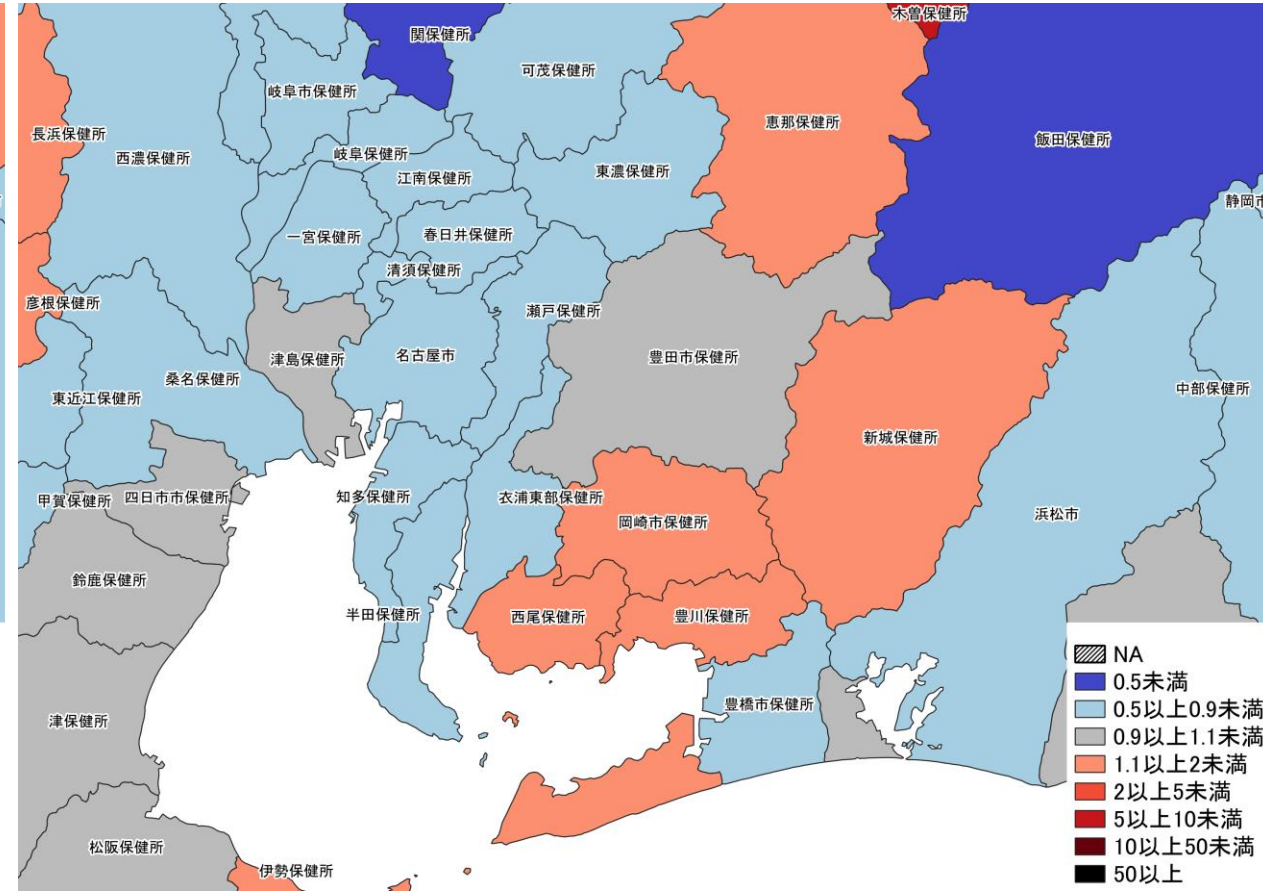 木曽保健所
関保健所
可茂保健所
岐阜市保健所
長浜保健所
恵那保健所
飯田保健所
西濃保健所
岐阜保健所
江南保健所
東濃保健所
静岡市
一宮保健所
春日井保健所
清須保健所
彦根保健所
瀬戸保健所
津島保健所
名古屋市
豊田市保健所
桑名保健所
東近江保健所
中部保健所
新城保健所
甲賀保健所
四日市市保健所
知多保健所
衣浦東部保健所
岡崎市保健所
浜松市
鈴鹿保健所
半田保健所
西尾保健所
豊川保健所
津保健所
豊橋市保健所
松阪保健所
伊勢保健所
NA
0.5未満
0.5以上0.9未満
0.9以上1.1未満
1.1以上2未満
2以上5未満
5以上10未満
10以上50未満
50以上